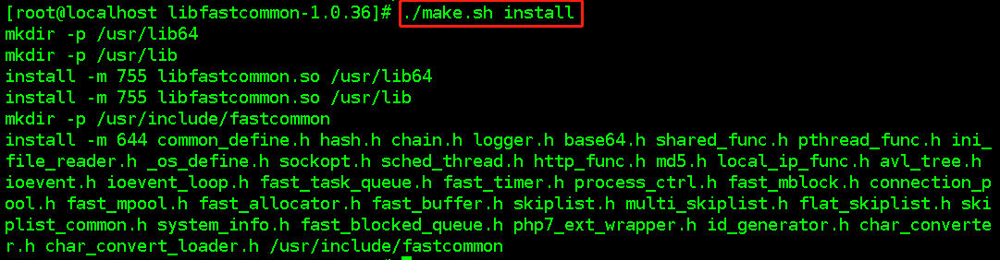 [root@localhost libfastcommon-1.0.36]# ./make.sh install
mkdir -p /usr/lib64
mkdir -p /usr/lib
install -m 755 libfastcommon.so /usr/lib64
install -m 755 libfastcommon.so /usr/lib
mkdir -p /usr/include/fastcommon
install -m 644 common_define.h hash.h chain.h logger.h base64.h shared_func.h pthread_func.h ini_
file_reader.h _os_define.h sockopt.h sched_thread.h http_func.h md5.h local_ip_func.h avl_tree.h
ioevent.h ioevent_loop.h fast_task_queue.h fast_timer.h process_ctrl.h fast_mblock.h connection_p
ool.h fast_mpool.h fast_allocator.h fast_buffer.h skiplist.h multi_skiplist.h flat_skiplist.h ski
plist_common.h system_info.h fast_blocked_queue.h php7_ext_wrapper.h id_generator.h char_converte
r.h char_convert_loader.h /usr/include/fastcommon